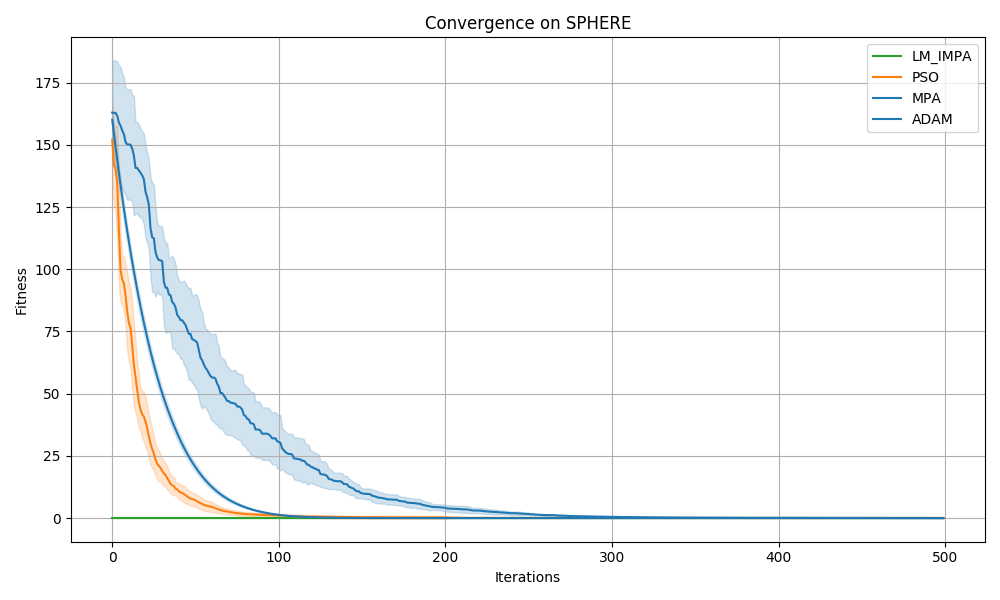 Convergence on SPHERE
LM_IMPA
PSO
MPA
ADAM
Fitness
175
150
125
100
75
50
25
0
0 100 200 300 400 500
Iterations